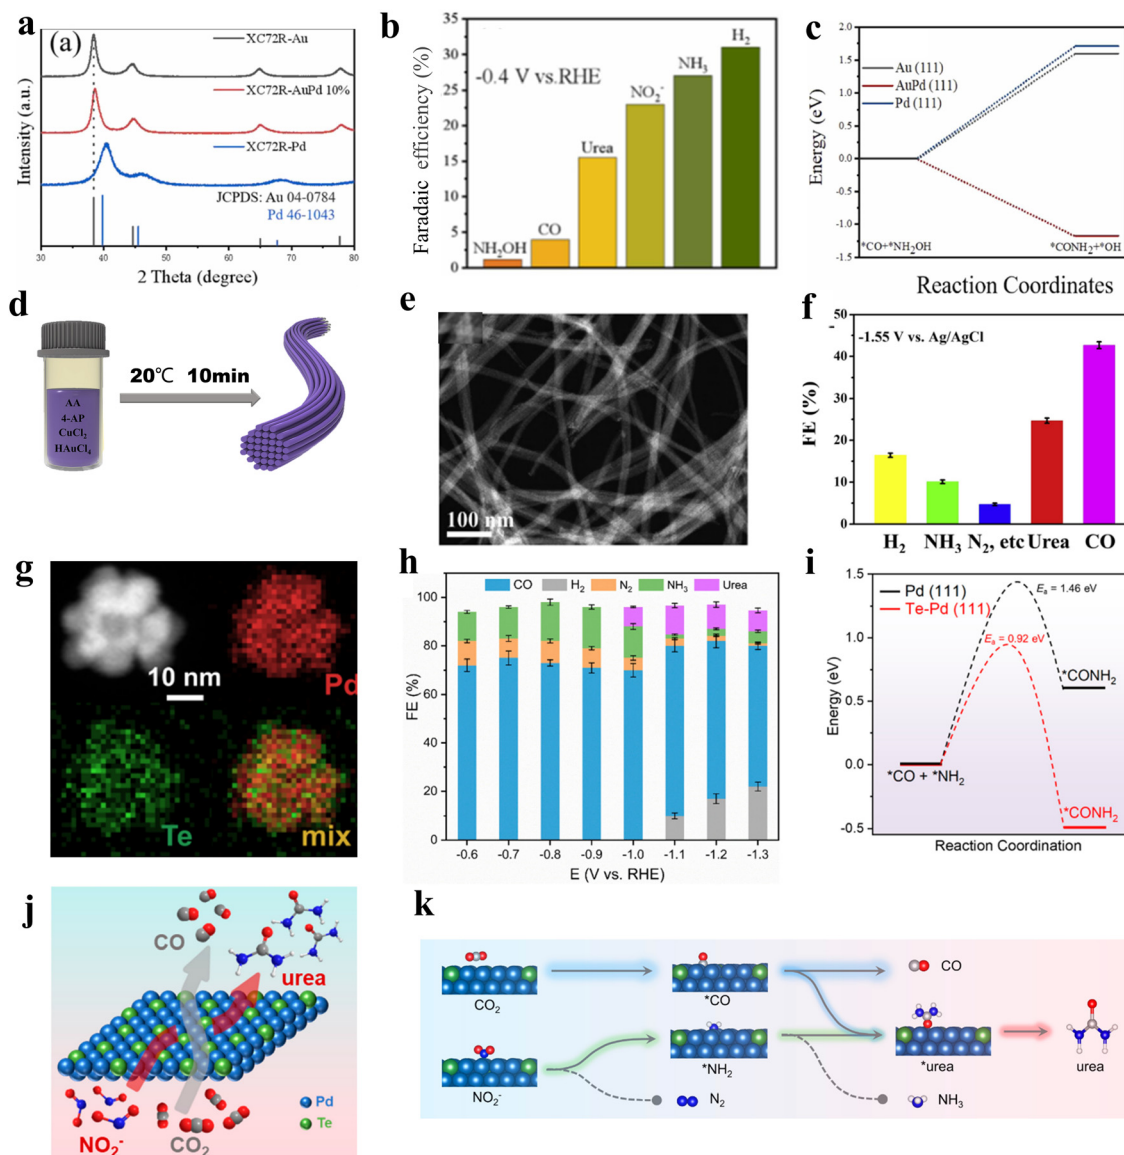 a
(a)
XC72R-Au
XC72R-AuPd 10%
XC72R-Pd
JCPDS: Au 04-0784
Pd 46-1043
Intensity (a.u.)
30 40 50 60 70 80
2 Theta (degree)
b
-0.4 V vs.RHE
Faradaic efficiency (%)
35
30
25
20
15
10
5
0
NH₂OH
CO
Urea
NO₂⁻
NH₃
H₂
c
Au (111)
AuPd (111)
Pd (111)
Energy (eV)
2.0
1.5
1.0
0.5
0.0
-0.5
-1.0
-1.5
*CO+*NH₂OH
*CONH₂+*OH
Reaction Coordinates
d
AA
4-AP
CuCl₂
HAuCl₄
20℃ 10min
e
100 nm
f
-1.55 V vs. Ag/AgCl
FE (%)
50
40
30
20
10
0
H₂ NH₃ N₂, etc Urea CO
g
10 nm
Pd
Te
mix
h
CO H₂ N₂ NH₃ Urea
FE (%)
100
80
60
40
20
0
-0.6 -0.7 -0.8 -0.9 -1.0 -1.1 -1.2 -1.3
E (V vs. RHE)
i
Pd (111)
Te-Pd (111)
Eₐ = 1.46 eV
Eₐ = 0.92 eV
Energy (eV)
1.5
1.0
0.5
0.0
-0.5
*CONH₂
*CO + *NH₂
*CONH₂
Reaction Coordination
j
CO
urea
Pd
Te
NO₂⁻
CO₂
k
CO₂
*CO
CO
NO₂⁻
*NH₂
*urea
urea
N₂
NH₃